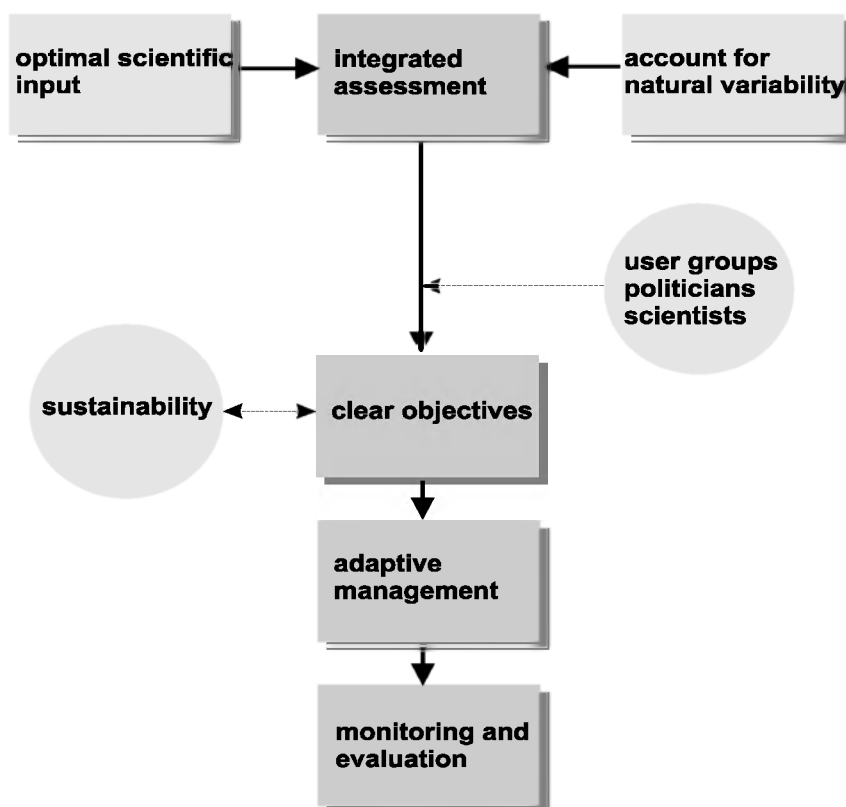 optimal scientific
input
integrated
assessment
account for
natural variability
user groups
politicians
scientists
sustainability
clear objectives
adaptive
management
monitoring and
evaluation